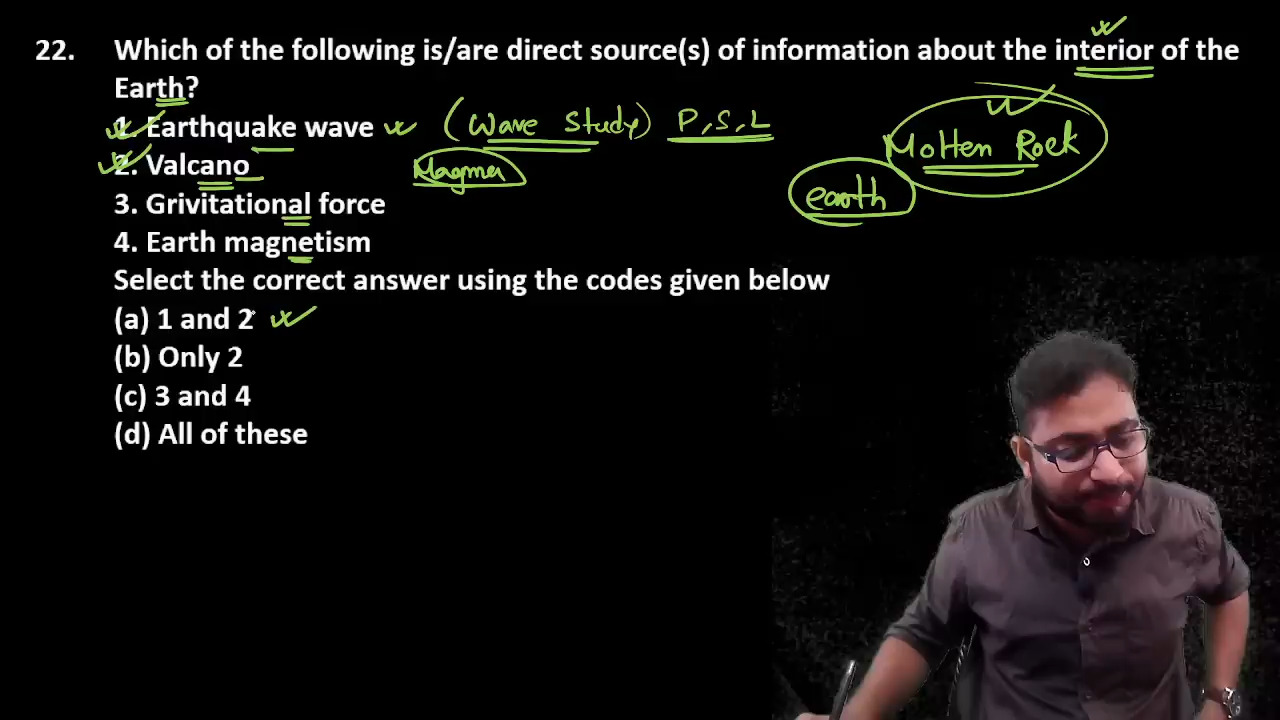 22. Which of the following is/are direct source(s) of information about the interior of the
Earth?
1. Earthquake wave (Wave Study) P, S, L
Molten Rock
2. Valcano Magma
earth
3. Grivitational force
4. Earth magnetism
Select the correct answer using the codes given below
(a) 1 and 2
(b) Only 2
(c) 3 and 4
(d) All of these